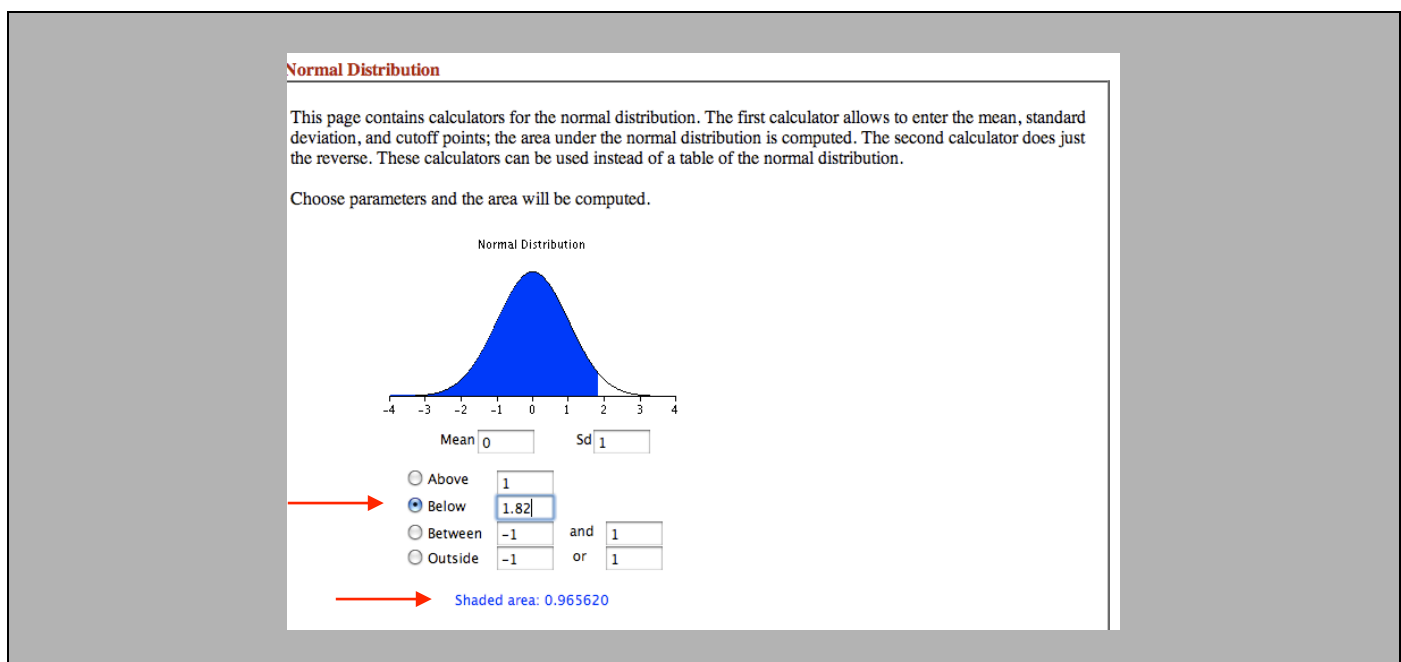 Normal Distribution
This page contains calculators for the normal distribution. The first calculator allows to enter the mean, standard
deviation, and cutoff points; the area under the normal distribution is computed. The second calculator does just
the reverse. These calculators can be used instead of a table of the normal distribution.
Choose parameters and the area will be computed.
Normal Distribution
-4 -3 -2 -1 0 1 2 3 4
Mean 0 Sd 1
Above 1
Below 1.82
Between -1 and 1
Outside -1 or 1
Shaded area: 0.965620